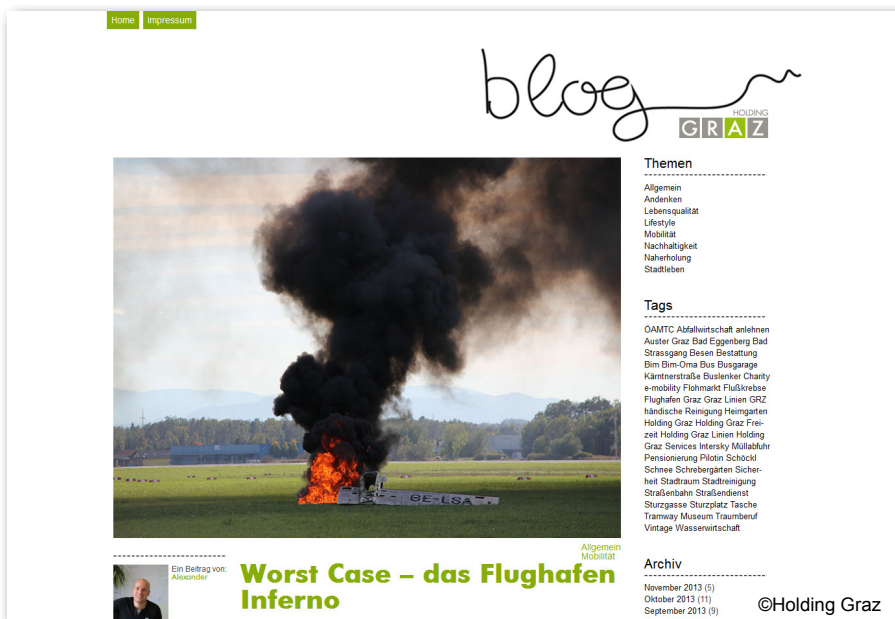 Home Impressum
blog
HOLDING
GRAZ
Themen
Allgemein
Andenken
Lebensqualität
Lifestyle
Mobilität
Nachhaltigkeit
Naherholung
Stadtleben
Tags
ÖAMTC Abfallwirtschaft anlehnen
Auster Graz Bad Eggenberg Bad
Strassgang Besen Bestattung
Bim Bim-Oma Bus Busgarage
Kärntnerstraße Buslenker Charity
e-mobility Flohmarkt Flußkrebse
Flughafen Graz Graz Linien GRZ
händische Reinigung Heimgarten
Holding Graz Holding Graz Frei-
zeit Holding Graz Linien Holding
Graz Services Intersky Müllabfuhr
Pensionierung Pilotin Schöckl
Schnee Schrebergärten Sicher-
heit Stadtraum Stadtreinigung
Straßenbahn Straßendienst
Sturzgasse Sturzplatz Tasche
Tramway Museum Traumberuf
Vintage Wasserwirtschaft
Archiv
November 2013 (5)
Oktober 2013 (11)
September 2013 (9)
OE-LSA
Allgemein
Mobilität
Ein Beitrag von:
Alexander
Worst Case – das Flughafen
Inferno
©Holding Graz